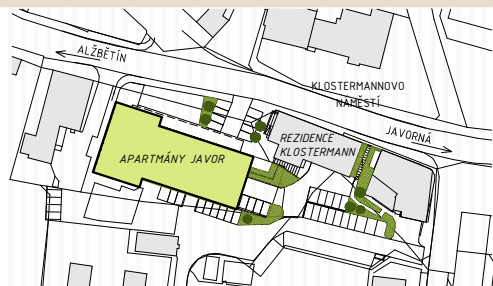 ALŽBĚTÍN
KLOSTERMANNOVO
NÁMĚSTÍ
JAVORNÁ
REZIDENCE
KLOSTERMANN
APARTMÁNY JAVOR